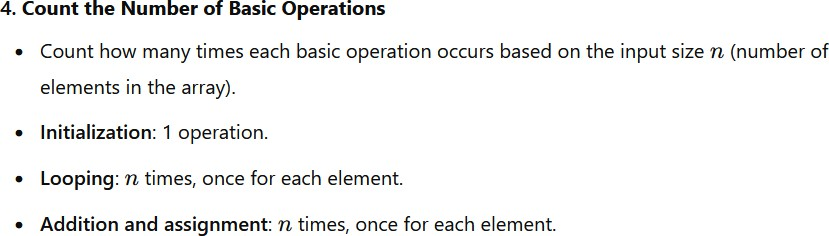 4. Count the Number of Basic Operations
• Count how many times each basic operation occurs based on the input size n (number of
elements in the array).
• Initialization: 1 operation.
• Looping: n times, once for each element.
• Addition and assignment: n times, once for each element.